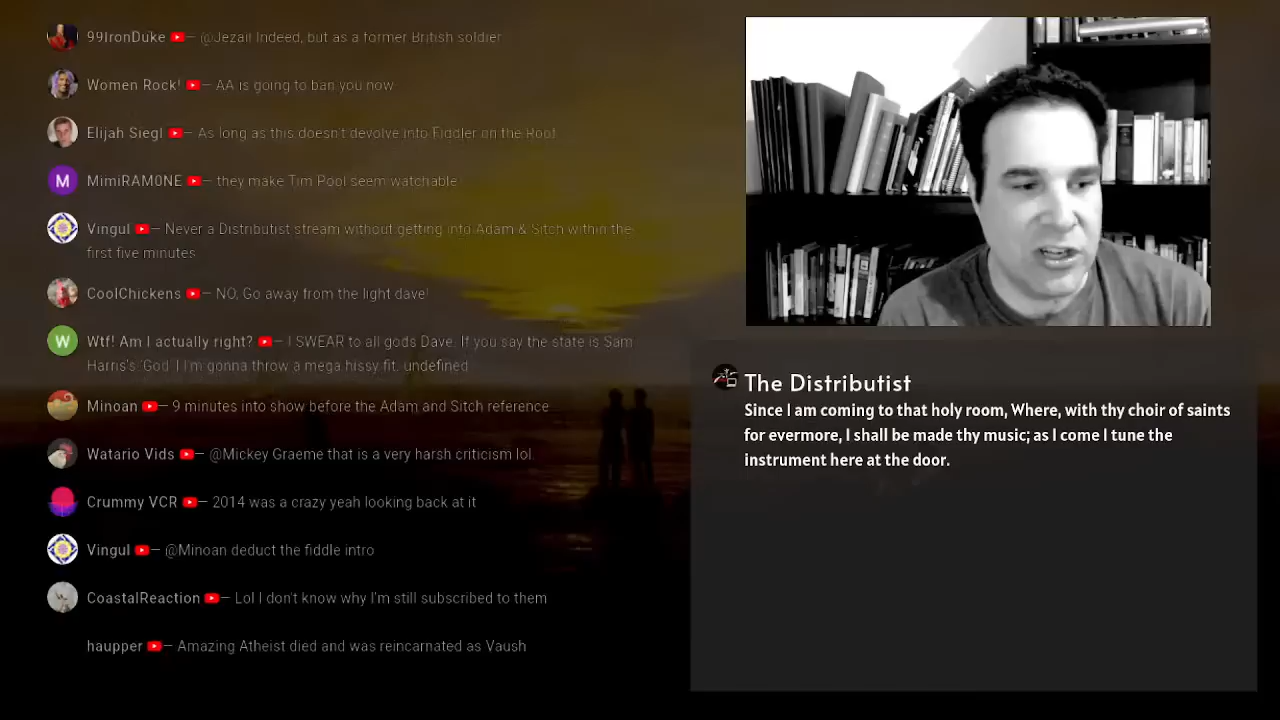 99IronDuke — @Jezail Indeed, but as a former British soldier
Women Rock! — AA is going to ban you now
Elijah Siegl — As long as this doesn't devolve into Fiddler on the Roof
M
MimiRAM0NE — they make Tim Pool seem watchable
Vingul — Never a Distributist stream without getting into Adam & Sitch within the
first five minutes
CoolChickens — NO, Go away from the light dave!
W
Wtf! Am I actually right? — I SWEAR to all gods Dave. If you say the state is Sam
Harris's 'God' I I'm gonna throw a mega hissy fit. undefined
Minoan — 9 minutes into show before the Adam and Sitch reference
Watario Vids — @Mickey Graeme that is a very harsh criticism lol.
Crummy VCR — 2014 was a crazy yeah looking back at it
Vingul — @Minoan deduct the fiddle intro
CoastalReaction — Lol I don't know why I'm still subscribed to them
haupper — Amazing Atheist died and was reincarnated as Vaush
The Distributist
Since I am coming to that holy room, Where, with thy choir of saints
for evermore, I shall be made thy music; as I come I tune the
instrument here at the door.